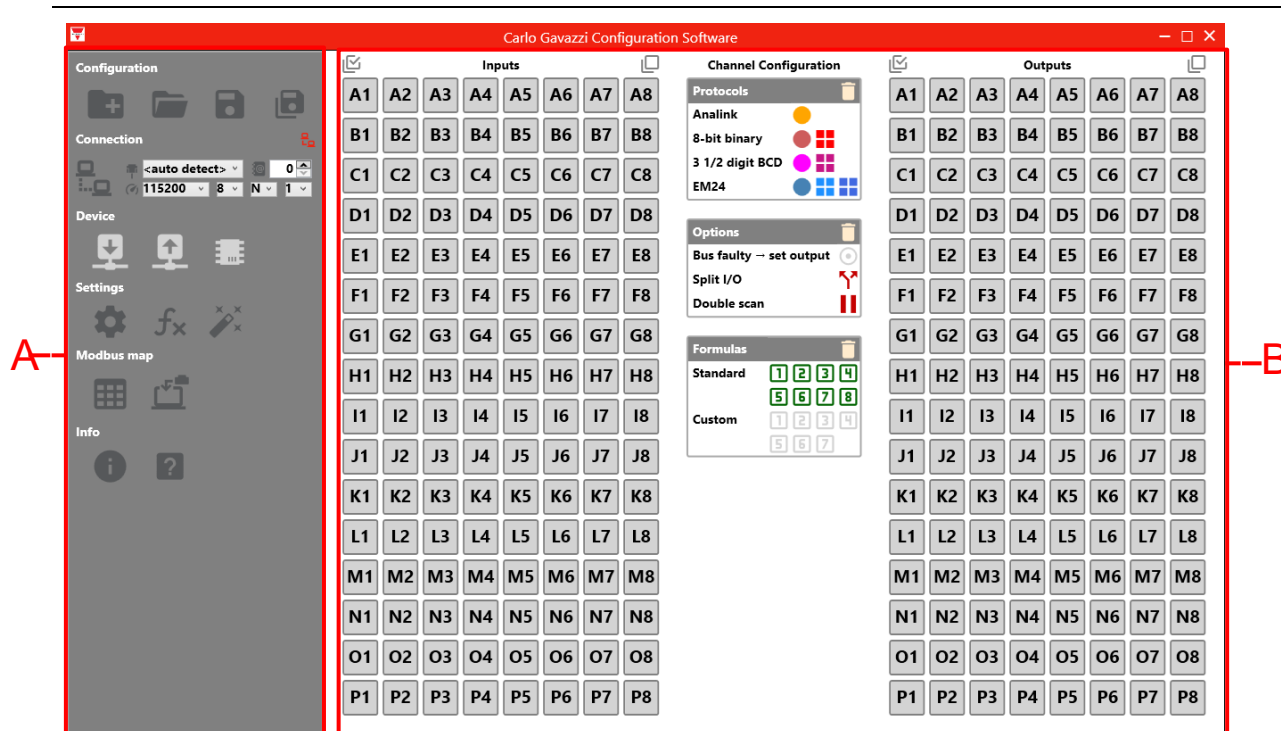 Carlo Gavazzi Configuration Software
A
Configuration
Connection
<auto detect> 0
115200 8 N 1
Device
Settings
fx
Modbus map
Info
Inputs
A1 A2 A3 A4 A5 A6 A7 A8
B1 B2 B3 B4 B5 B6 B7 B8
C1 C2 C3 C4 C5 C6 C7 C8
D1 D2 D3 D4 D5 D6 D7 D8
E1 E2 E3 E4 E5 E6 E7 E8
F1 F2 F3 F4 F5 F6 F7 F8
G1 G2 G3 G4 G5 G6 G7 G8
H1 H2 H3 H4 H5 H6 H7 H8
I1 I2 I3 I4 I5 I6 I7 I8
J1 J2 J3 J4 J5 J6 J7 J8
K1 K2 K3 K4 K5 K6 K7 K8
L1 L2 L3 L4 L5 L6 L7 L8
M1 M2 M3 M4 M5 M6 M7 M8
N1 N2 N3 N4 N5 N6 N7 N8
O1 O2 O3 O4 O5 O6 O7 O8
P1 P2 P3 P4 P5 P6 P7 P8
Channel Configuration
Protocols
Analink
8-bit binary
3 1/2 digit BCD
EM24
Options
Bus faulty → set output
Split I/O
Double scan
Formulas
Standard 1 2 3 4
5 6 7 8
Custom 1 2 3 4
5 6 7
Outputs
A1 A2 A3 A4 A5 A6 A7 A8
B1 B2 B3 B4 B5 B6 B7 B8
C1 C2 C3 C4 C5 C6 C7 C8
D1 D2 D3 D4 D5 D6 D7 D8
E1 E2 E3 E4 E5 E6 E7 E8
F1 F2 F3 F4 F5 F6 F7 F8
G1 G2 G3 G4 G5 G6 G7 G8
H1 H2 H3 H4 H5 H6 H7 H8
I1 I2 I3 I4 I5 I6 I7 I8
J1 J2 J3 J4 J5 J6 J7 J8
K1 K2 K3 K4 K5 K6 K7 K8
L1 L2 L3 L4 L5 L6 L7 L8
M1 M2 M3 M4 M5 M6 M7 M8
N1 N2 N3 N4 N5 N6 N7 N8
O1 O2 O3 O4 O5 O6 O7 O8
P1 P2 P3 P4 P5 P6 P7 P8
B